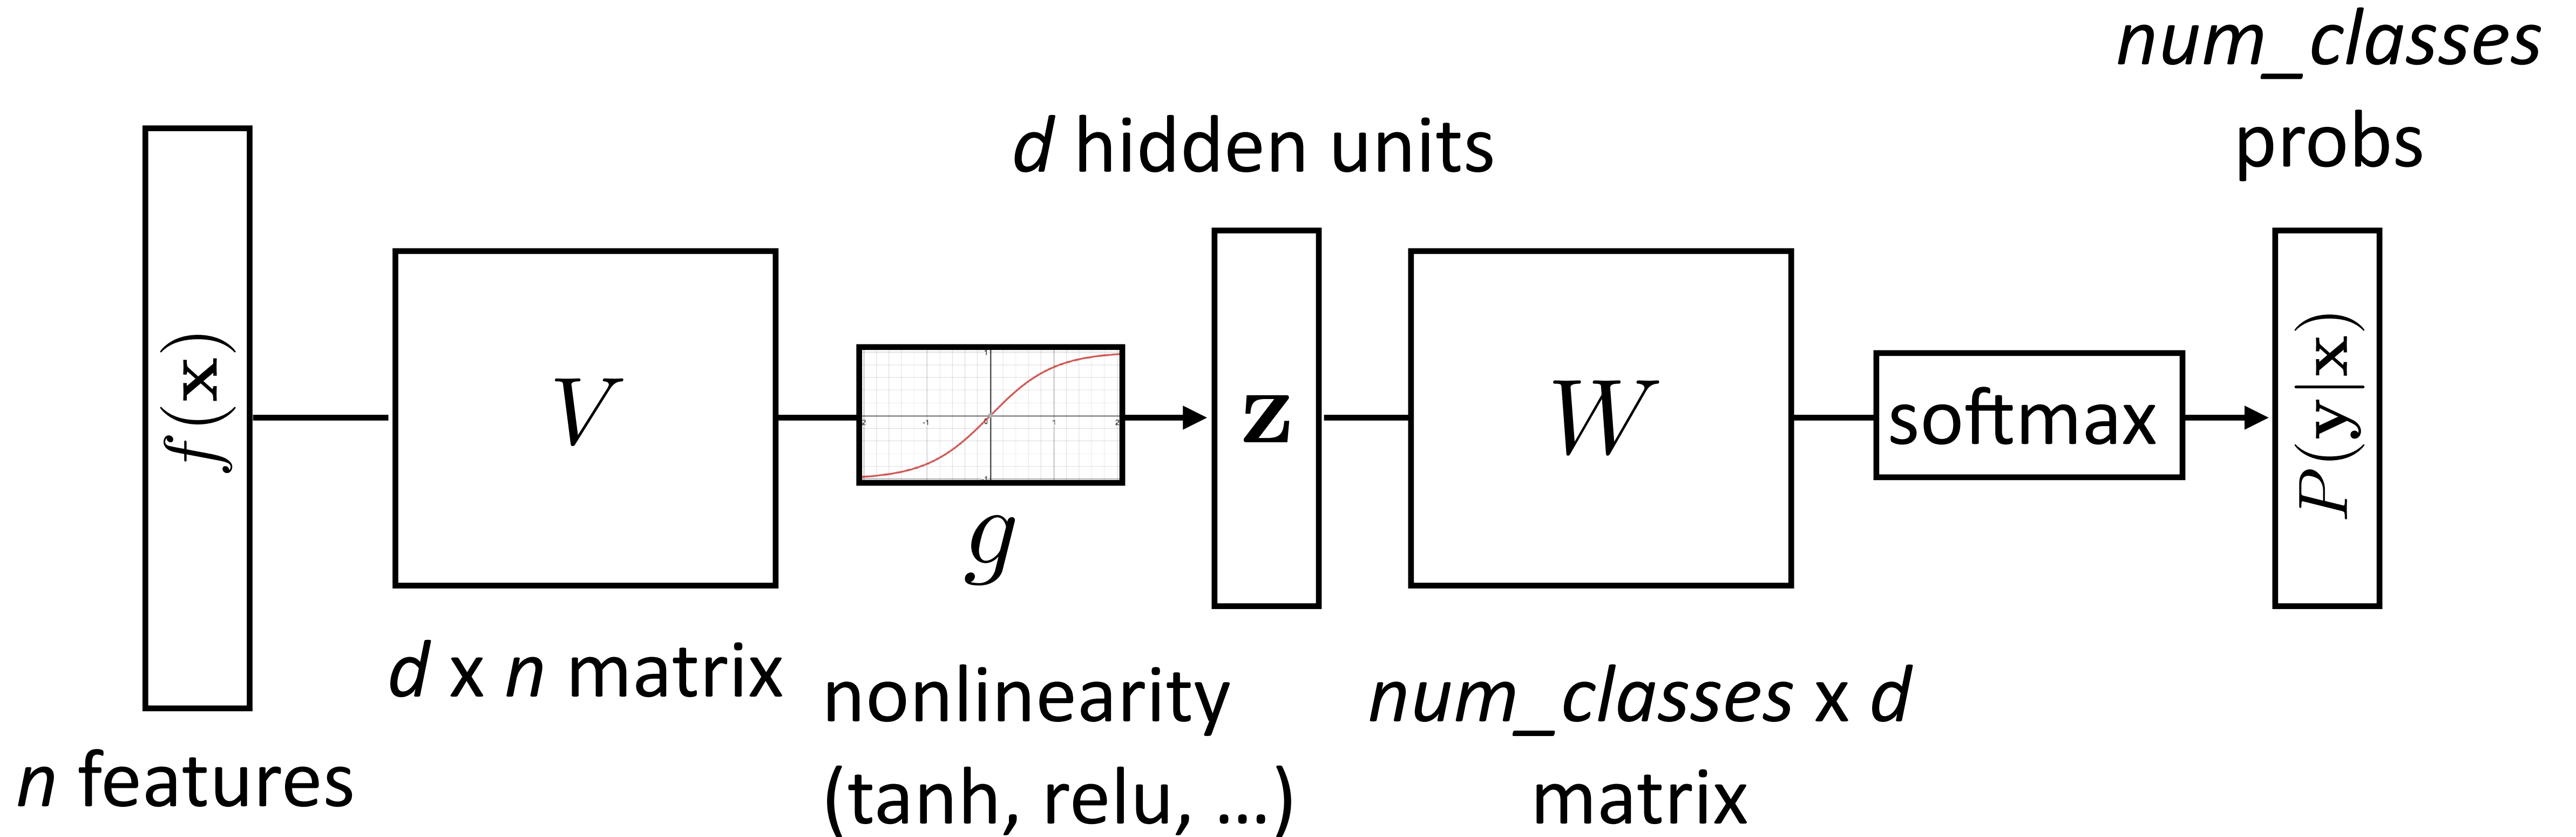 num_classes
probs
d hidden units
f(x)
V
g
z
W
softmax
P(y|x)
d x n matrix
nonlinearity
(tanh, relu, ...)
num_classes x d
matrix
n features